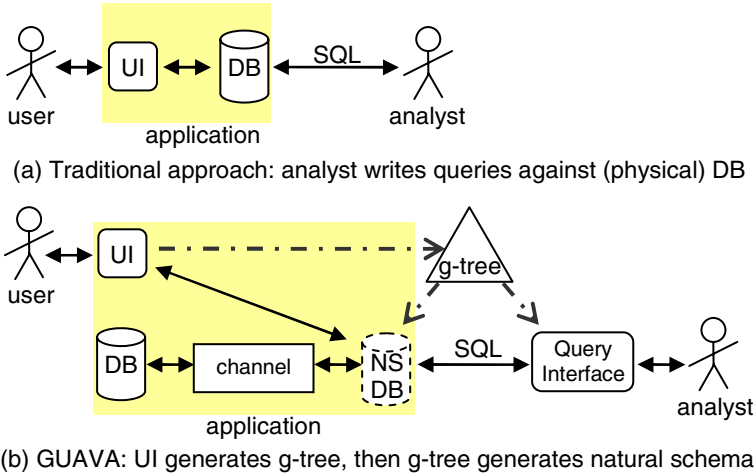 UI
DB
SQL
user
analyst
application
(a) Traditional approach: analyst writes queries against (physical) DB
UI
g-tree
user
DB
channel
NS
DB
SQL
Query
Interface
analyst
application
(b) GUAVA: UI generates g-tree, then g-tree generates natural schema